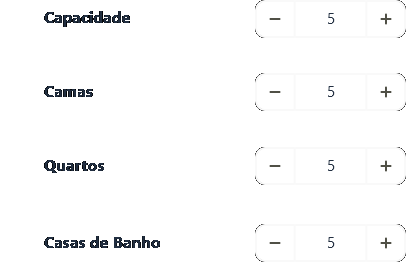 Capacidade − 5 +
Camas − 5 +
Quartos − 5 +
Casas de Banho − 5 +